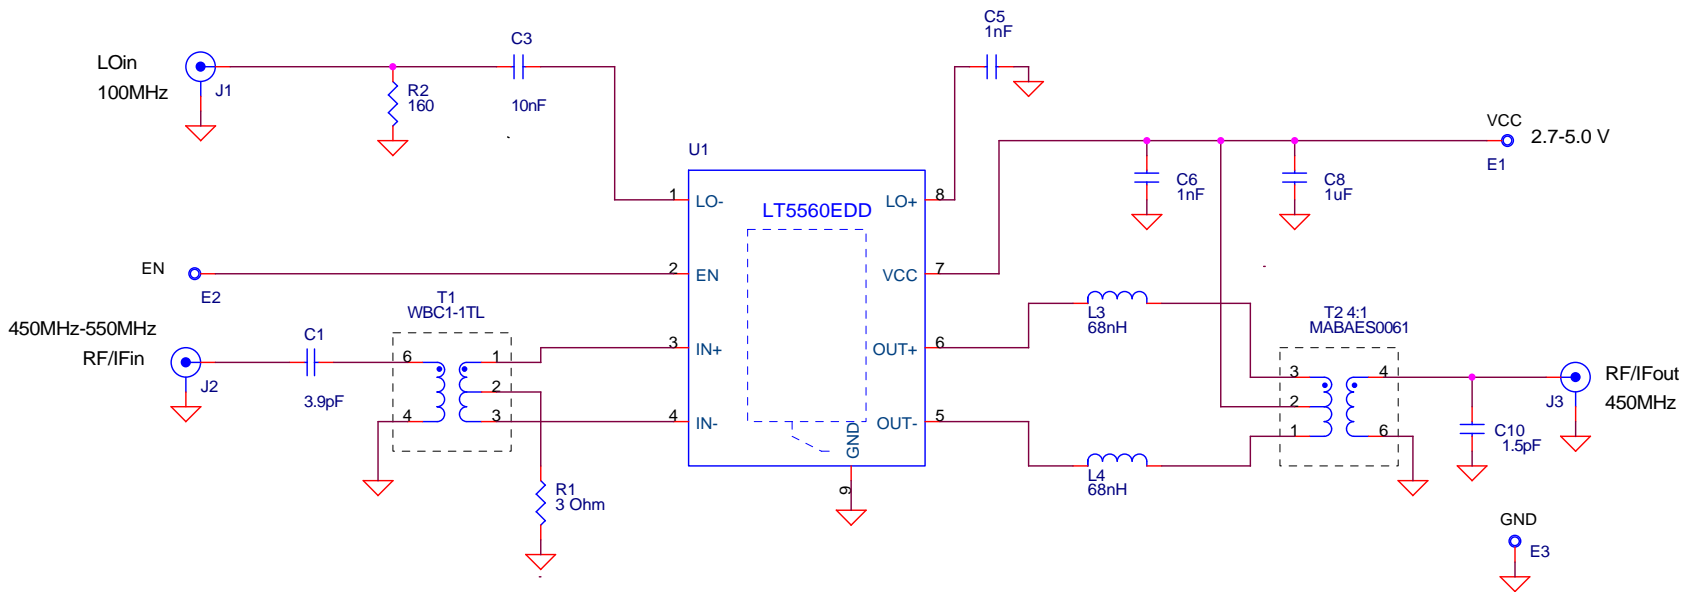 LOin
100MHz
J1
R2
160
C3
10nF
C5
1nF
VCC
2.7-5.0 V
E1
U1
LT5560EDD
1
LO-
LO+
8
C6
1nF
C8
1uF
EN
E2
2
EN
VCC
7
T1
WBC1-1TL
450MHz-550MHz
RF/IFin
J2
C1
3.9pF
6
4
1
2
3
3
IN+
OUT+
6
4
IN-
OUT-
5
GND
9
R1
3 Ohm
L3
68nH
L4
68nH
T2 4:1
MABAES0061
3
2
1
4
6
RF/IFout
450MHz
J3
C10
1.5pF
GND
E3